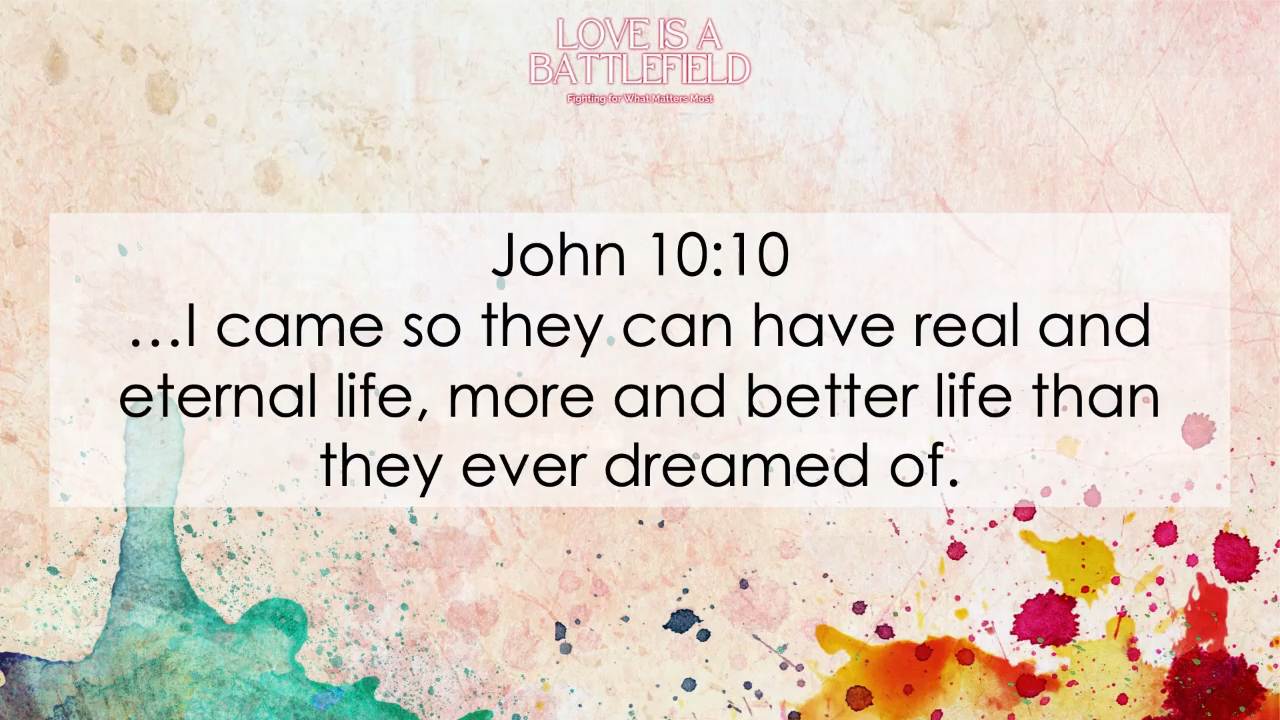 LOVE IS A
BATTLEFIELD
Fighting for What Matters Most
John 10:10
…I came so they can have real and
eternal life, more and better life than
they ever dreamed of.